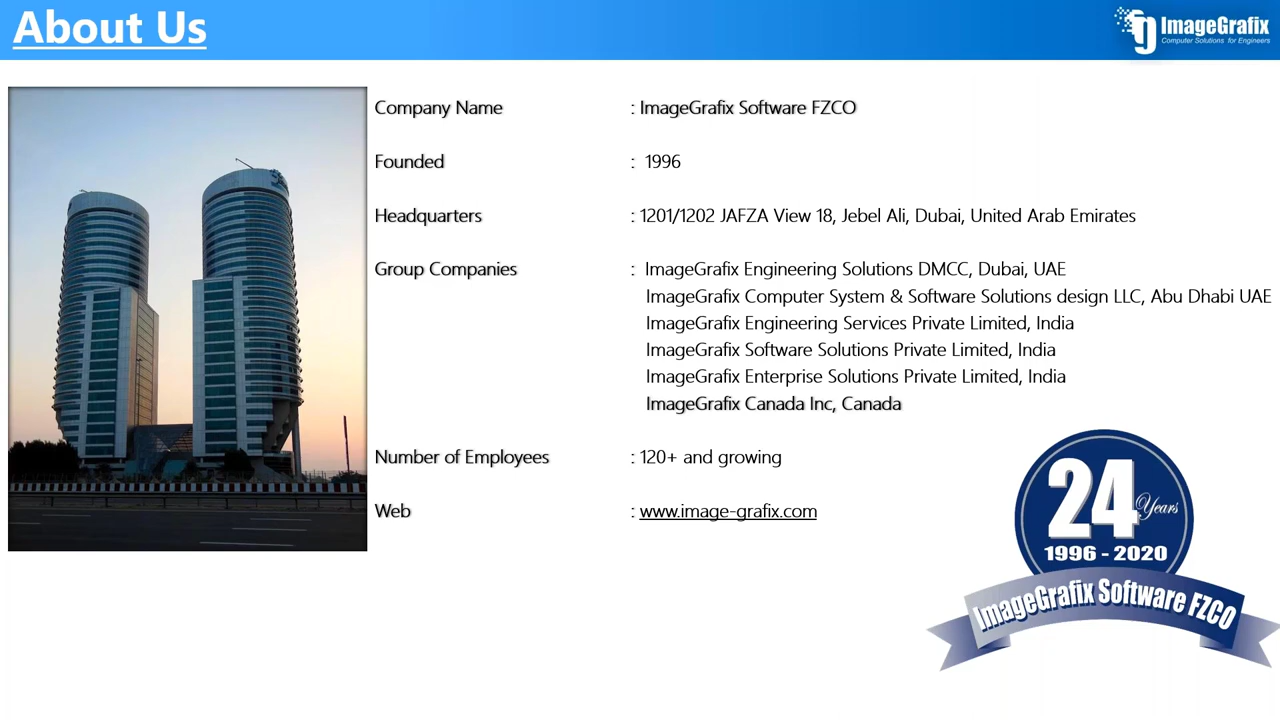 About Us
ImageGrafix
Computer Solutions for Engineers
Company Name : ImageGrafix Software FZCO
Founded : 1996
Headquarters : 1201/1202 JAFZA View 18, Jebel Ali, Dubai, United Arab Emirates
Group Companies : ImageGrafix Engineering Solutions DMCC, Dubai, UAE
ImageGrafix Computer System & Software Solutions design LLC, Abu Dhabi UAE
ImageGrafix Engineering Services Private Limited, India
ImageGrafix Software Solutions Private Limited, India
ImageGrafix Enterprise Solutions Private Limited, India
ImageGrafix Canada Inc, Canada
Number of Employees : 120+ and growing
Web : www.image-grafix.com
24 Years
1996 - 2020
ImageGrafix Software FZCO